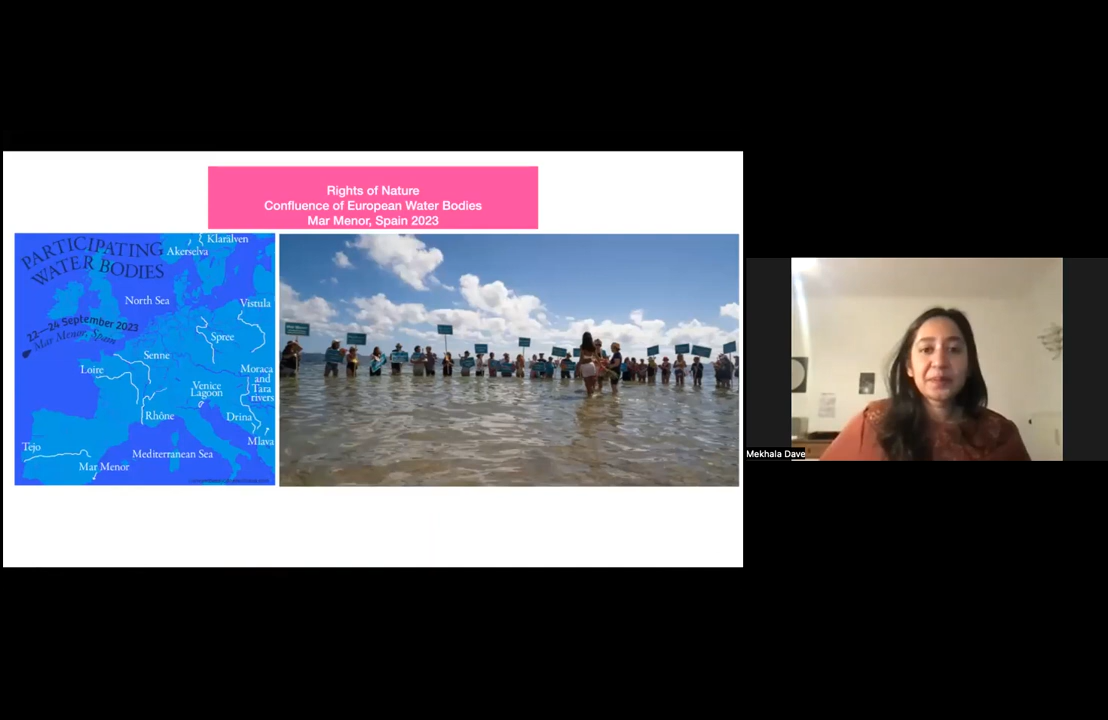 Rights of Nature
Confluence of European Water Bodies
Mar Menor, Spain 2023
PARTICIPATING
WATER BODIES
22—24 September 2023
Mar Menor, Spain
Klarälven
Akerselva
North Sea
Vistula
Spree
Senne
Loire
Moraca
and
Tara
rivers
Venice
Lagoon
Rhône
Drina
Mlava
Tejo
Mediterranean Sea
Mar Menor
Mekhala Dave